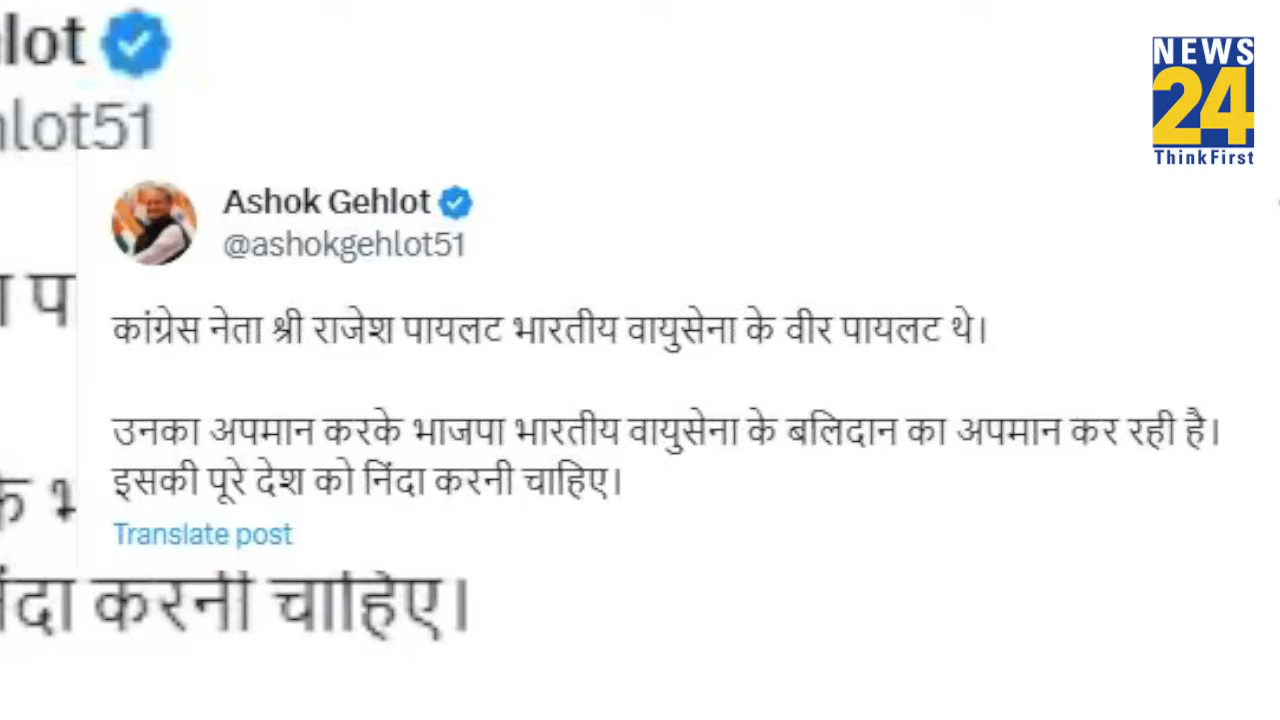 lot
lot51
NEWS
24
ThinkFirst
Ashok Gehlot
@ashokgehlot51
कांग्रेस नेता श्री राजेश पायलट भारतीय वायुसेना के वीर पायलट थे।
उनका अपमान करके भाजपा भारतीय वायुसेना के बलिदान का अपमान कर रही है।
इसकी पूरे देश को निंदा करनी चाहिए।
Translate post
करनी चाहिए।